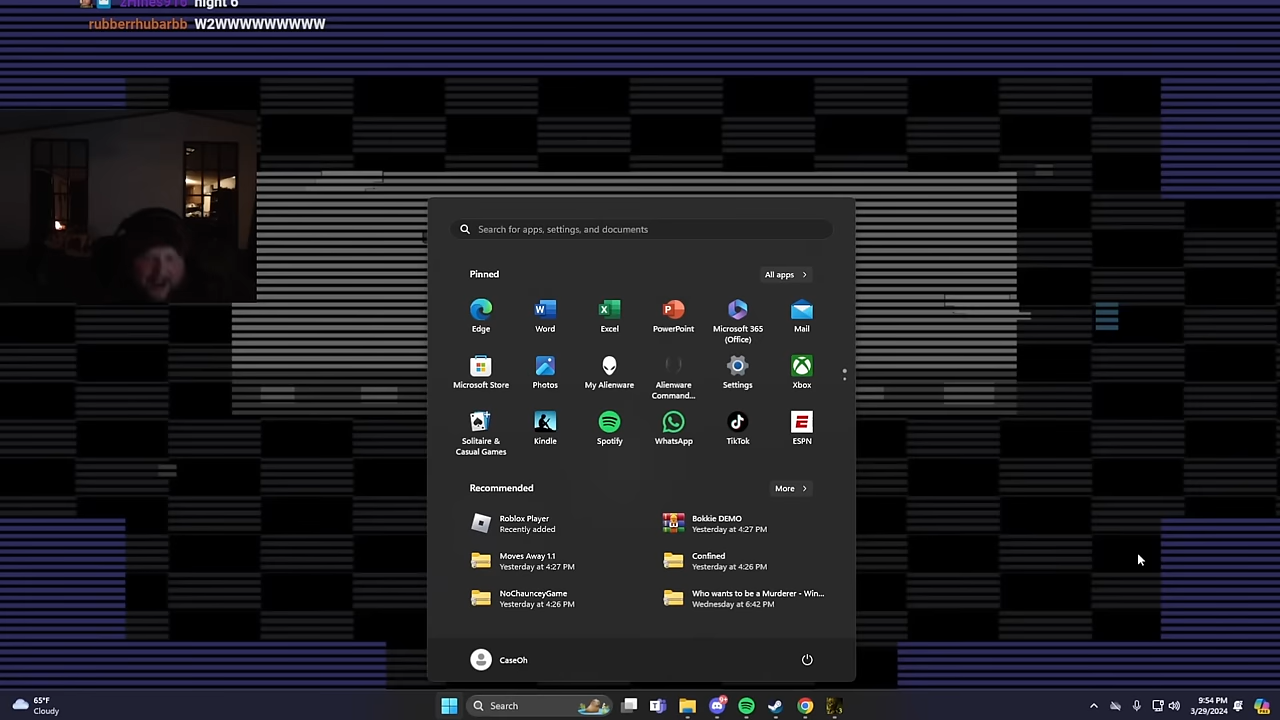 zHines916 night 6
rubberrhubarbb W2WWWWWWWWW
Search for apps, settings, and documents
Pinned
All apps
Edge
Word
Excel
PowerPoint
Microsoft 365
(Office)
Mail
Microsoft Store
Photos
My Alienware
Alienware
Command...
Settings
Xbox
Solitaire &
Casual Games
Kindle
Spotify
WhatsApp
TikTok
ESPN
Recommended
More
Roblox Player
Recently added
Bokkie DEMO
Yesterday at 4:27 PM
Moves Away 1.1
Yesterday at 4:27 PM
Confined
Yesterday at 4:26 PM
NoChaunceyGame
Yesterday at 4:26 PM
Who wants to be a Murderer - Win...
Wednesday at 6:42 PM
CaseOh
65°F
Cloudy
Search
9:54 PM
3/29/2024